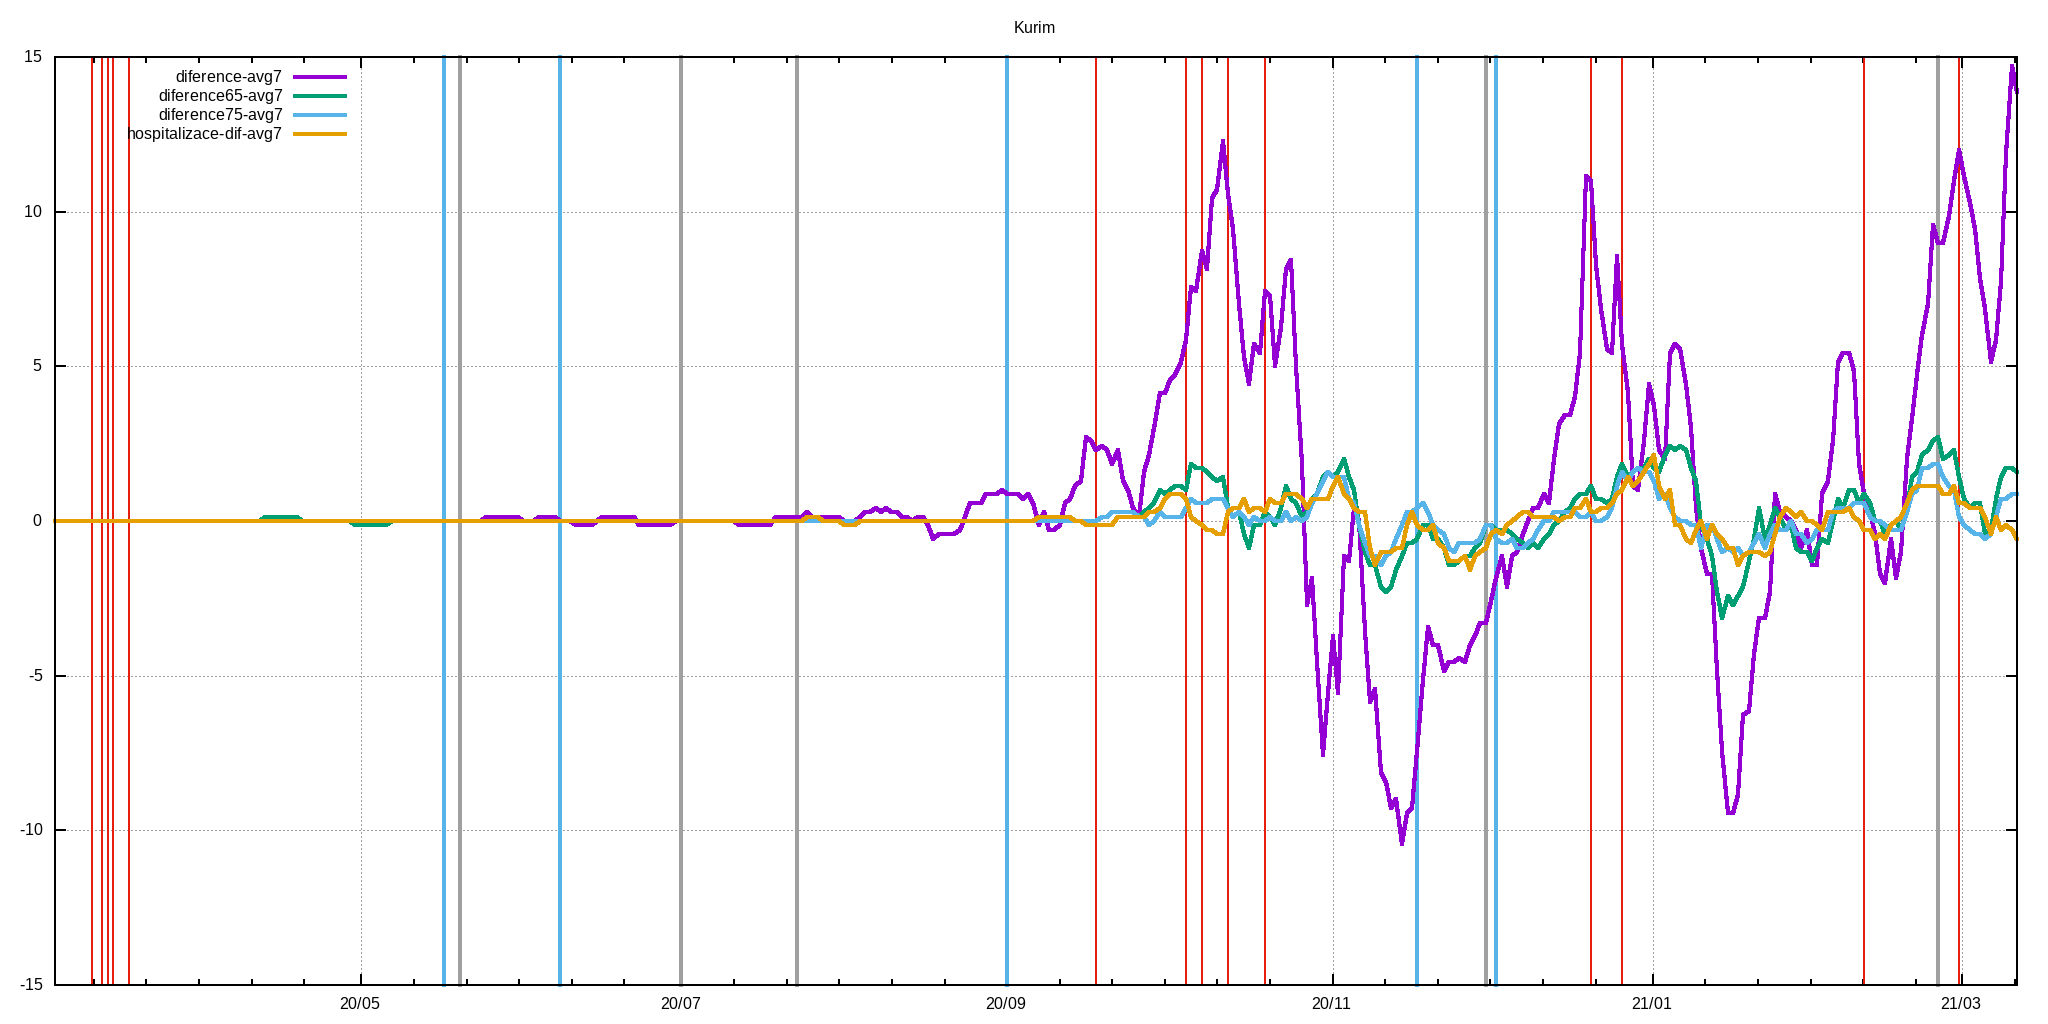 Kurim
diference-avg7
diference65-avg7
diference75-avg7
hospitalizace-dif-avg7
15
10
5
0
-5
-10
-15
20/05 20/07 20/09 20/11 21/01 21/03